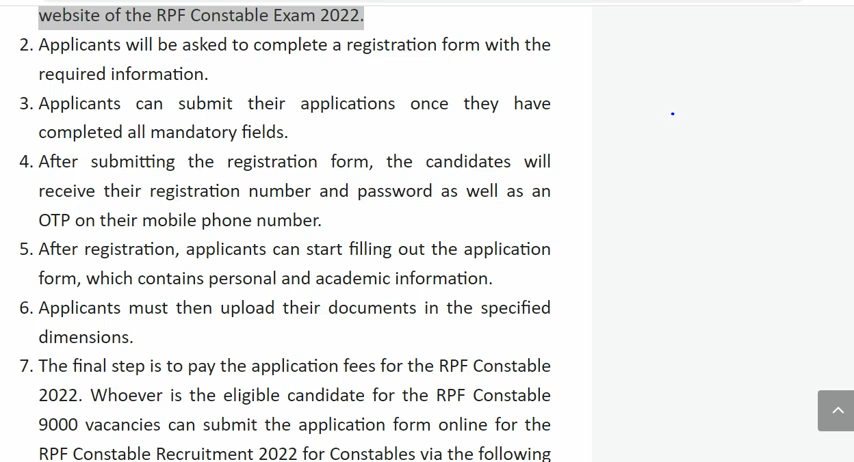 website of the RPF Constable Exam 2022.
2. Applicants will be asked to complete a registration form with the
required information.
3. Applicants can submit their applications once they have
completed all mandatory fields.
4. After submitting the registration form, the candidates will
receive their registration number and password as well as an
OTP on their mobile phone number.
5. After registration, applicants can start filling out the application
form, which contains personal and academic information.
6. Applicants must then upload their documents in the specified
dimensions.
7. The final step is to pay the application fees for the RPF Constable
2022. Whoever is the eligible candidate for the RPF Constable
9000 vacancies can submit the application form online for the
RPF Constable Recruitment 2022 for Constables via the following